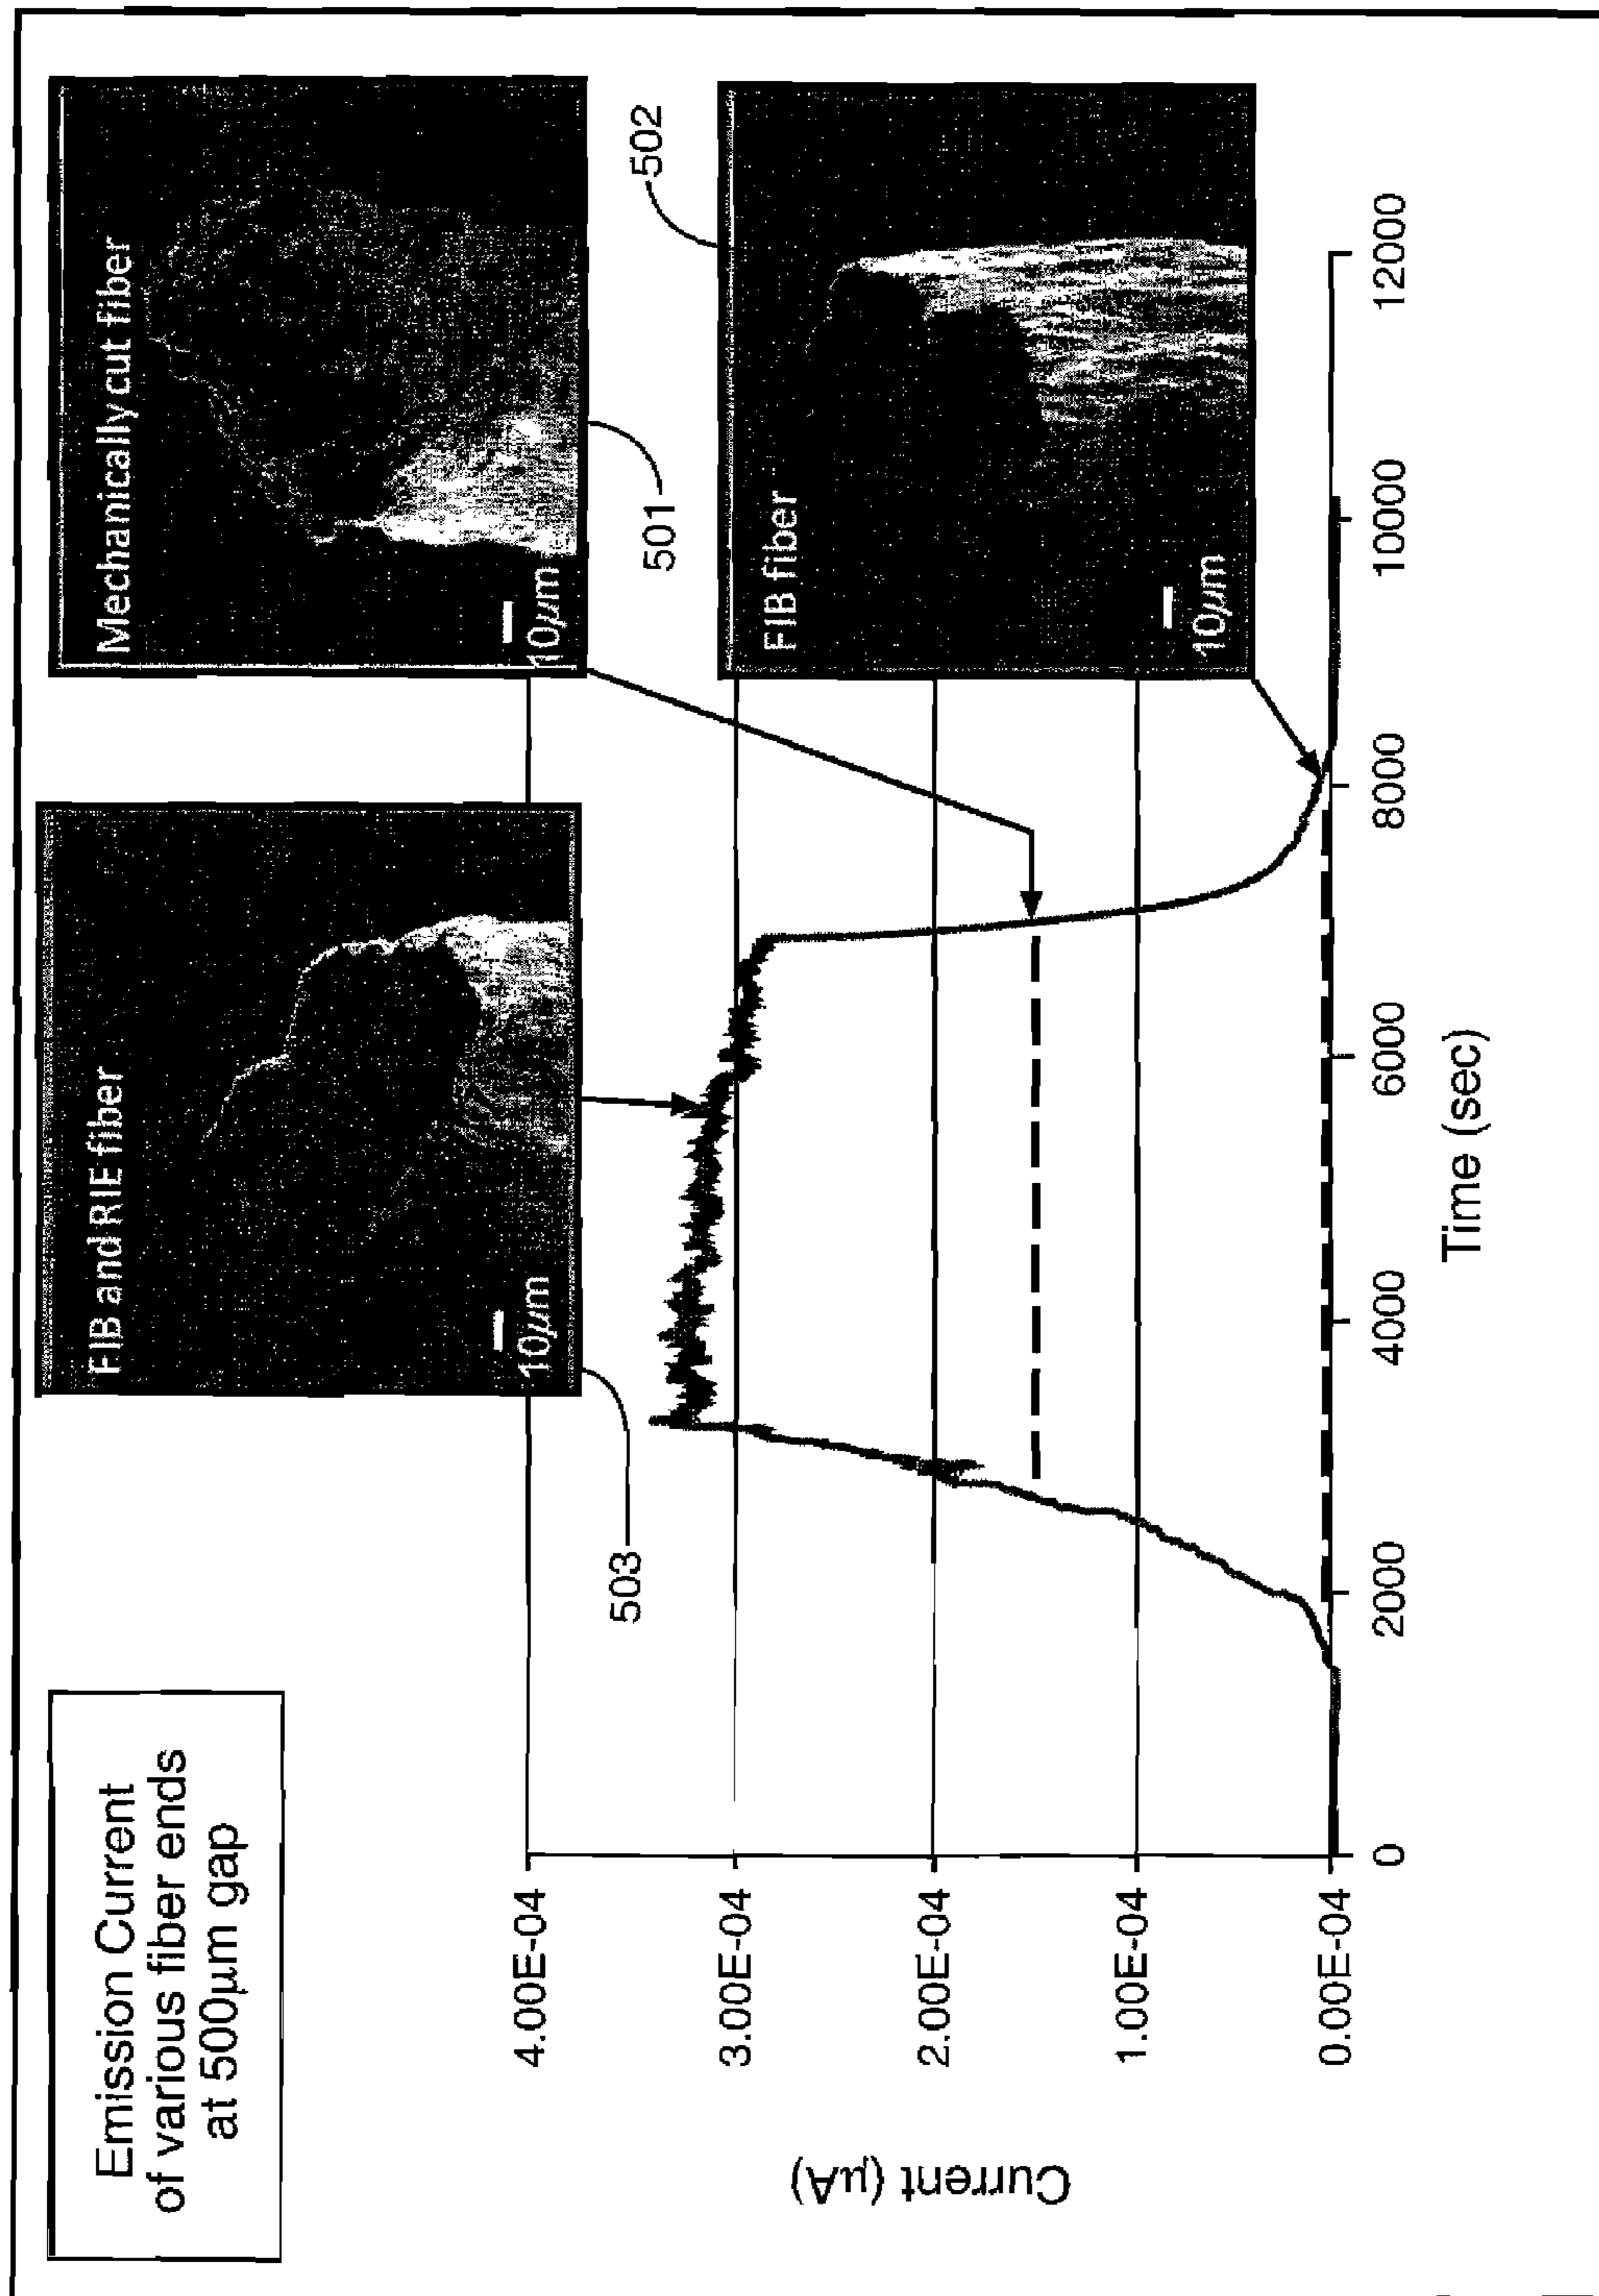 Emission Current
of various fiber ends
at 500μm gap
FIB and RIE fiber
10μm
503
Mechanically cut fiber
10μm
501
FIB fiber
10μm
502
Current (μA)
4.00E-04
3.00E-04
2.00E-04
1.00E-04
0.00E-04
0
2000
4000
6000
8000
10000
12000
Time (sec)